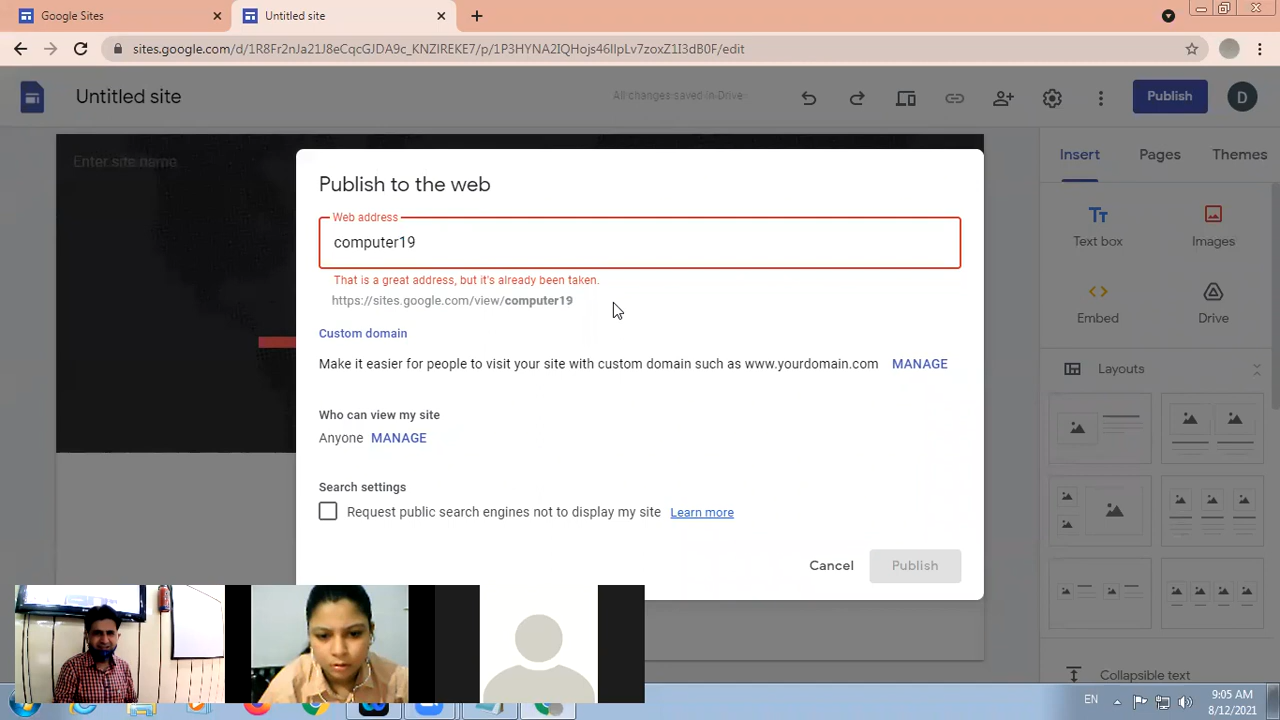 Google Sites
Untitled site
sites.google.com/d/1R8Fr2nJa21J8eCqcGJDA9c_KNZIREKE7/p/1P3HYNA2IQHojs46IlpLv7zoxZ1I3dB0F/edit
Untitled site
All changes saved in Drive
Publish
D
Enter site name
Insert
Pages
Themes
Publish to the web
Web address
computer19
That is a great address, but it's already been taken.
https://sites.google.com/view/computer19
Custom domain
Make it easier for people to visit your site with custom domain such as www.yourdomain.com MANAGE
Who can view my site
Anyone MANAGE
Search settings
Request public search engines not to display my site Learn more
Cancel
Publish
Text box
Images
Embed
Drive
Layouts
Collapsible text
EN
9:05 AM
8/12/2021